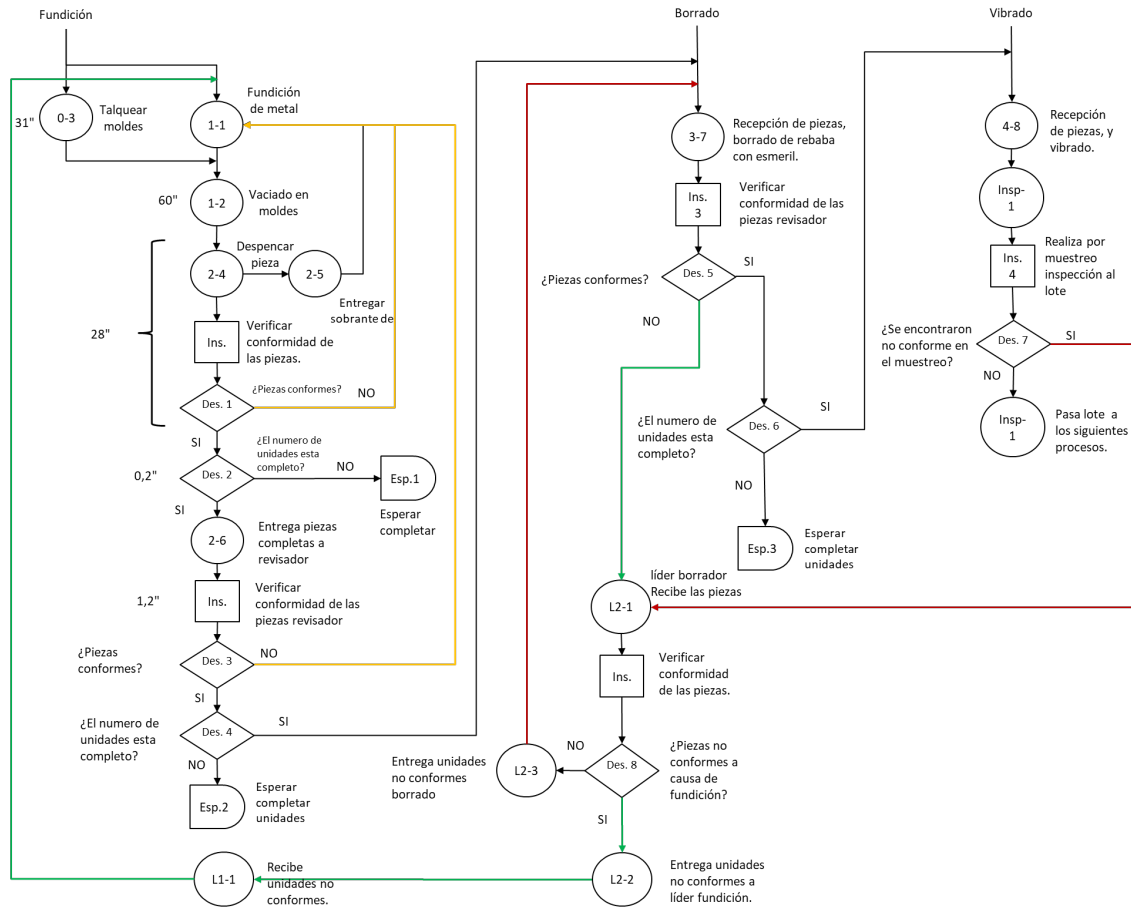 Fundición
31"
0-3
Talquear
moldes
1-1
Fundición
de metal
60"
1-2
Vaciado en
moldes
28"
2-4
Despencar
pieza
2-5
Entregar
sobrante de
Ins.
Verificar
conformidad de
las piezas.
Des. 1
¿Piezas conformes?
NO
SI
0,2"
Des. 2
¿El numero de
unidades esta
completo?
NO
Esp.1
Esperar
completar
SI
2-6
Entrega piezas
completas a
revisador
1,2"
Ins.
Verificar
conformidad de las
piezas revisador
¿Piezas
conformes?
Des. 3
NO
SI
¿El numero de
unidades esta
completo?
Des. 4
SI
NO
Esp.2
Esperar
completar
unidades
L1-1
Recibe
unidades no
conformes.
Borrado
3-7
Recepción de piezas,
borrado de rebaba
con esmeril.
Ins.
3
Verificar
conformidad de las
piezas revisador
¿Piezas conformes?
Des. 5
SI
NO
¿El numero de
unidades esta
completo?
Des. 6
SI
NO
Esp.3
Esperar
completar
unidades
líder borrador
Recibe las piezas
L2-1
Ins.
Verificar
conformidad
de las piezas.
Des. 8
¿Piezas no
conformes a
causa de
fundición?
NO
L2-3
Entrega unidades
no conformes
borrado
SI
L2-2
Entrega unidades
no conformes a
líder fundición.
Vibrado
4-8
Recepción
de piezas, y
vibrado.
Insp-
1
Ins.
4
Realiza por
muestreo
inspección al
lote
¿Se encontraron
no conforme en
el muestreo?
Des. 7
SI
NO
Insp-
1
Pasa lote a
los siguientes
procesos.